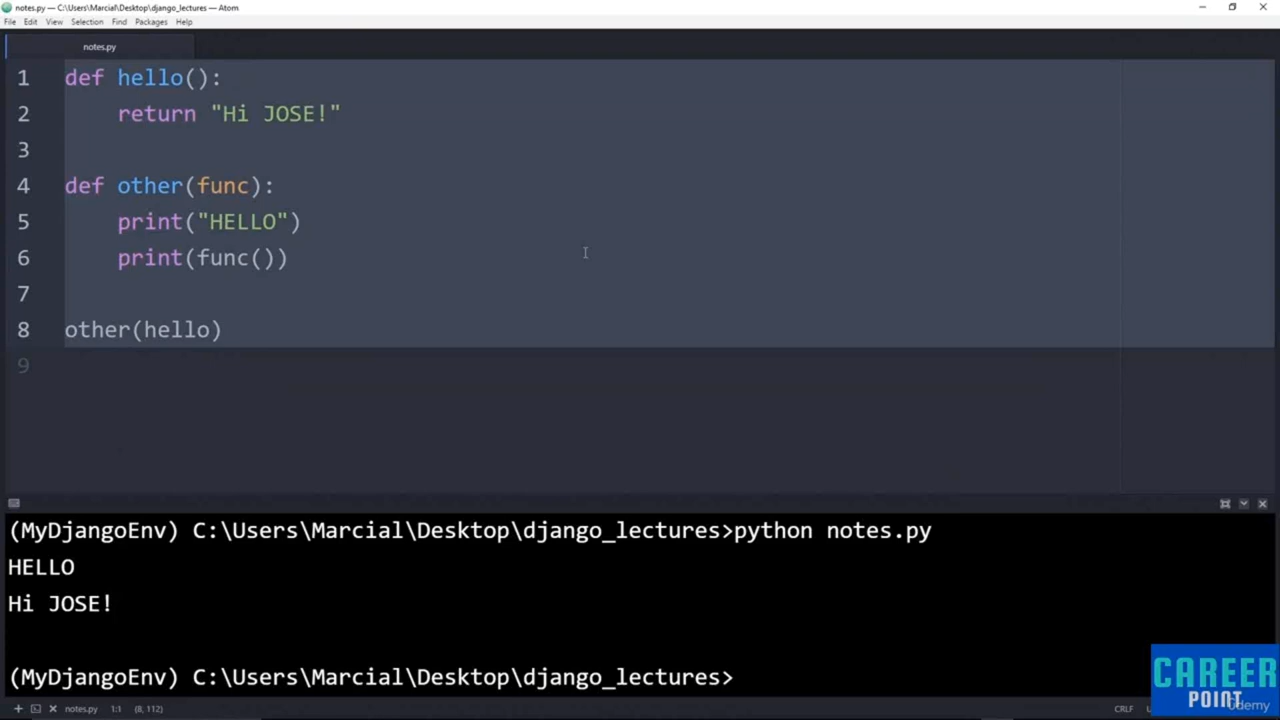 notes.py — C:\Users\Marcial\Desktop\django_lectures — Atom
File Edit View Selection Find Packages Help
notes.py
1 def hello():
2     return "Hi JOSE!"
3
4 def other(func):
5     print("HELLO")
6     print(func())
7
8 other(hello)
9
(MyDjangoEnv) C:\Users\Marcial\Desktop\django_lectures>python notes.py
HELLO
Hi JOSE!
(MyDjangoEnv) C:\Users\Marcial\Desktop\django_lectures>
CAREER
POINT
notes.py 1:1 (8, 112) CRLF Udemy